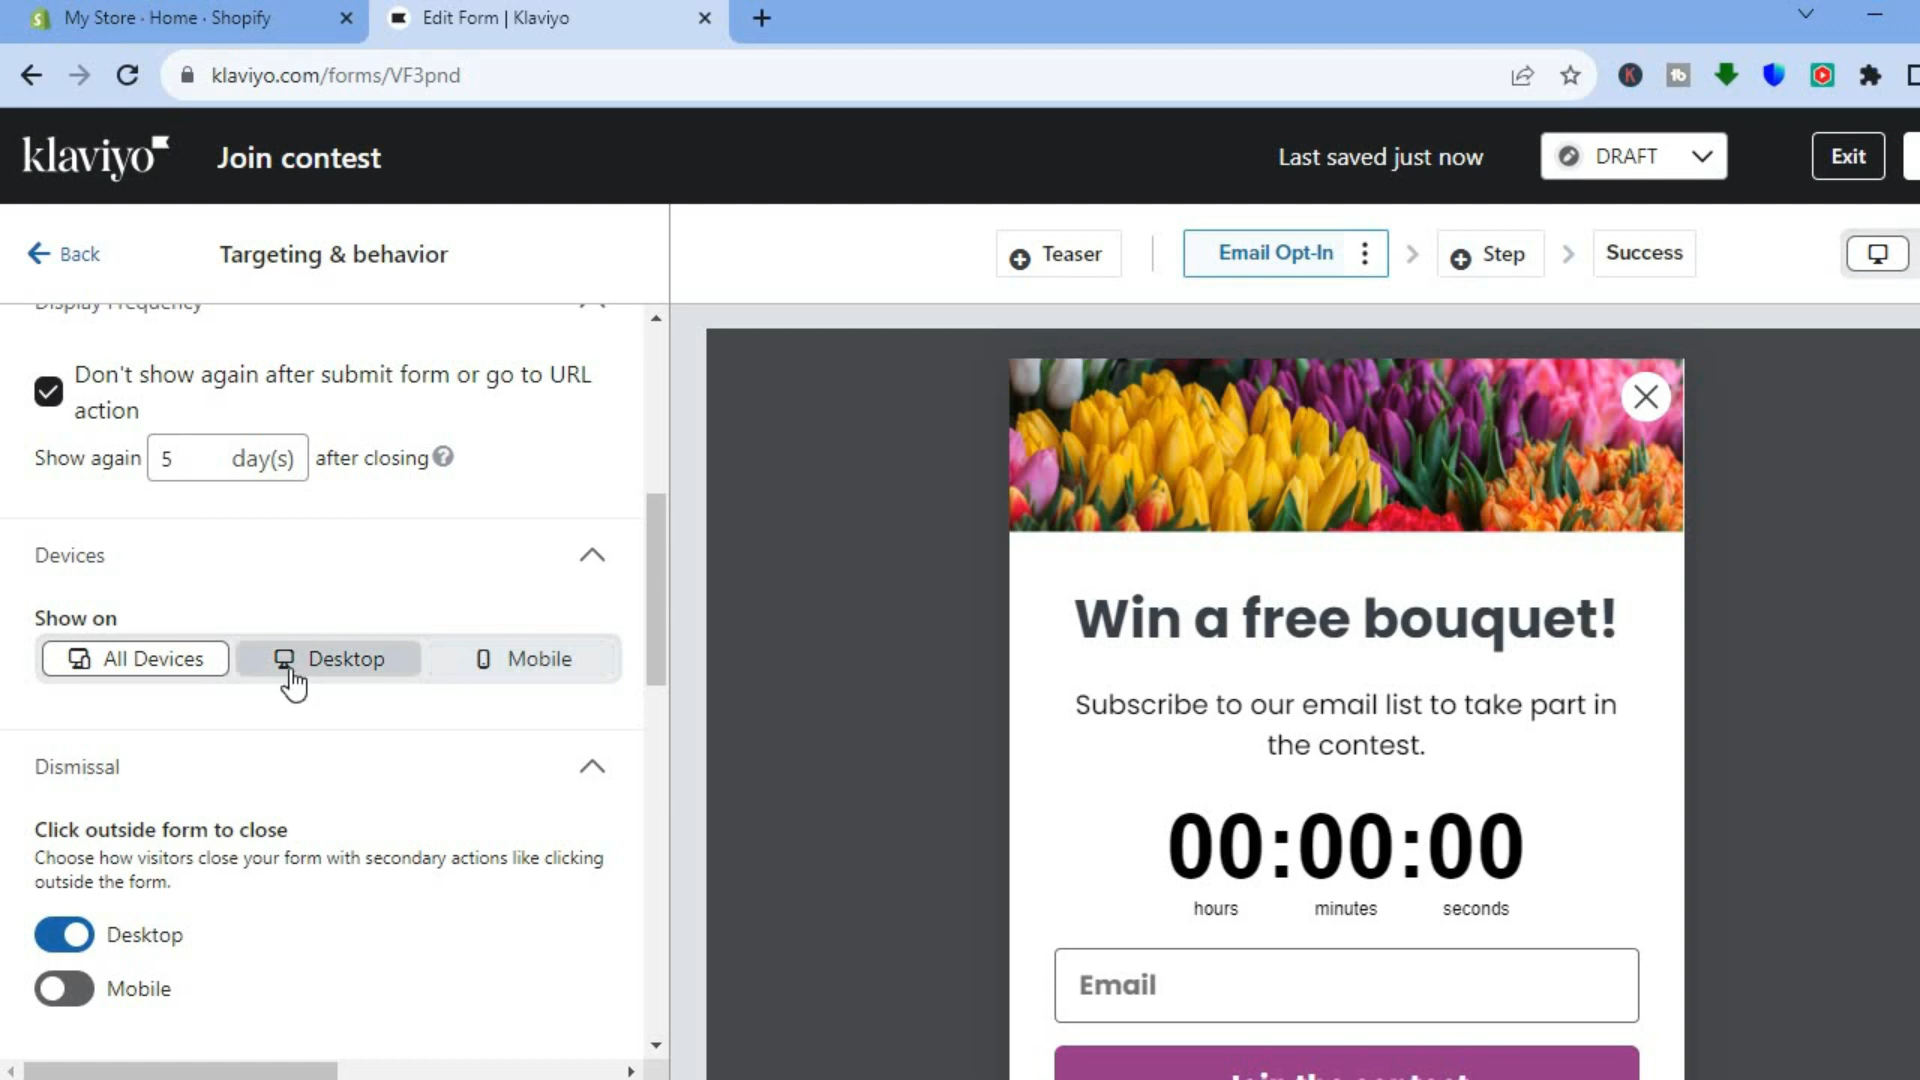 My Store · Home · Shopify
Edit Form | Klaviyo
klaviyo.com/forms/VF3pnd
klaviyo
Join contest
Last saved just now
DRAFT
Exit
Back
Targeting & behavior
Teaser
Email Opt-In
Step
Success
Display Frequency
Don't show again after submit form or go to URL
action
Show again 5 day(s) after closing
Devices
Show on
All Devices
Desktop
Mobile
Dismissal
Click outside form to close
Choose how visitors close your form with secondary actions like clicking
outside the form.
Desktop
Mobile
Win a free bouquet!
Subscribe to our email list to take part in
the contest.
00:00:00
hours minutes seconds
Email
Join the contest